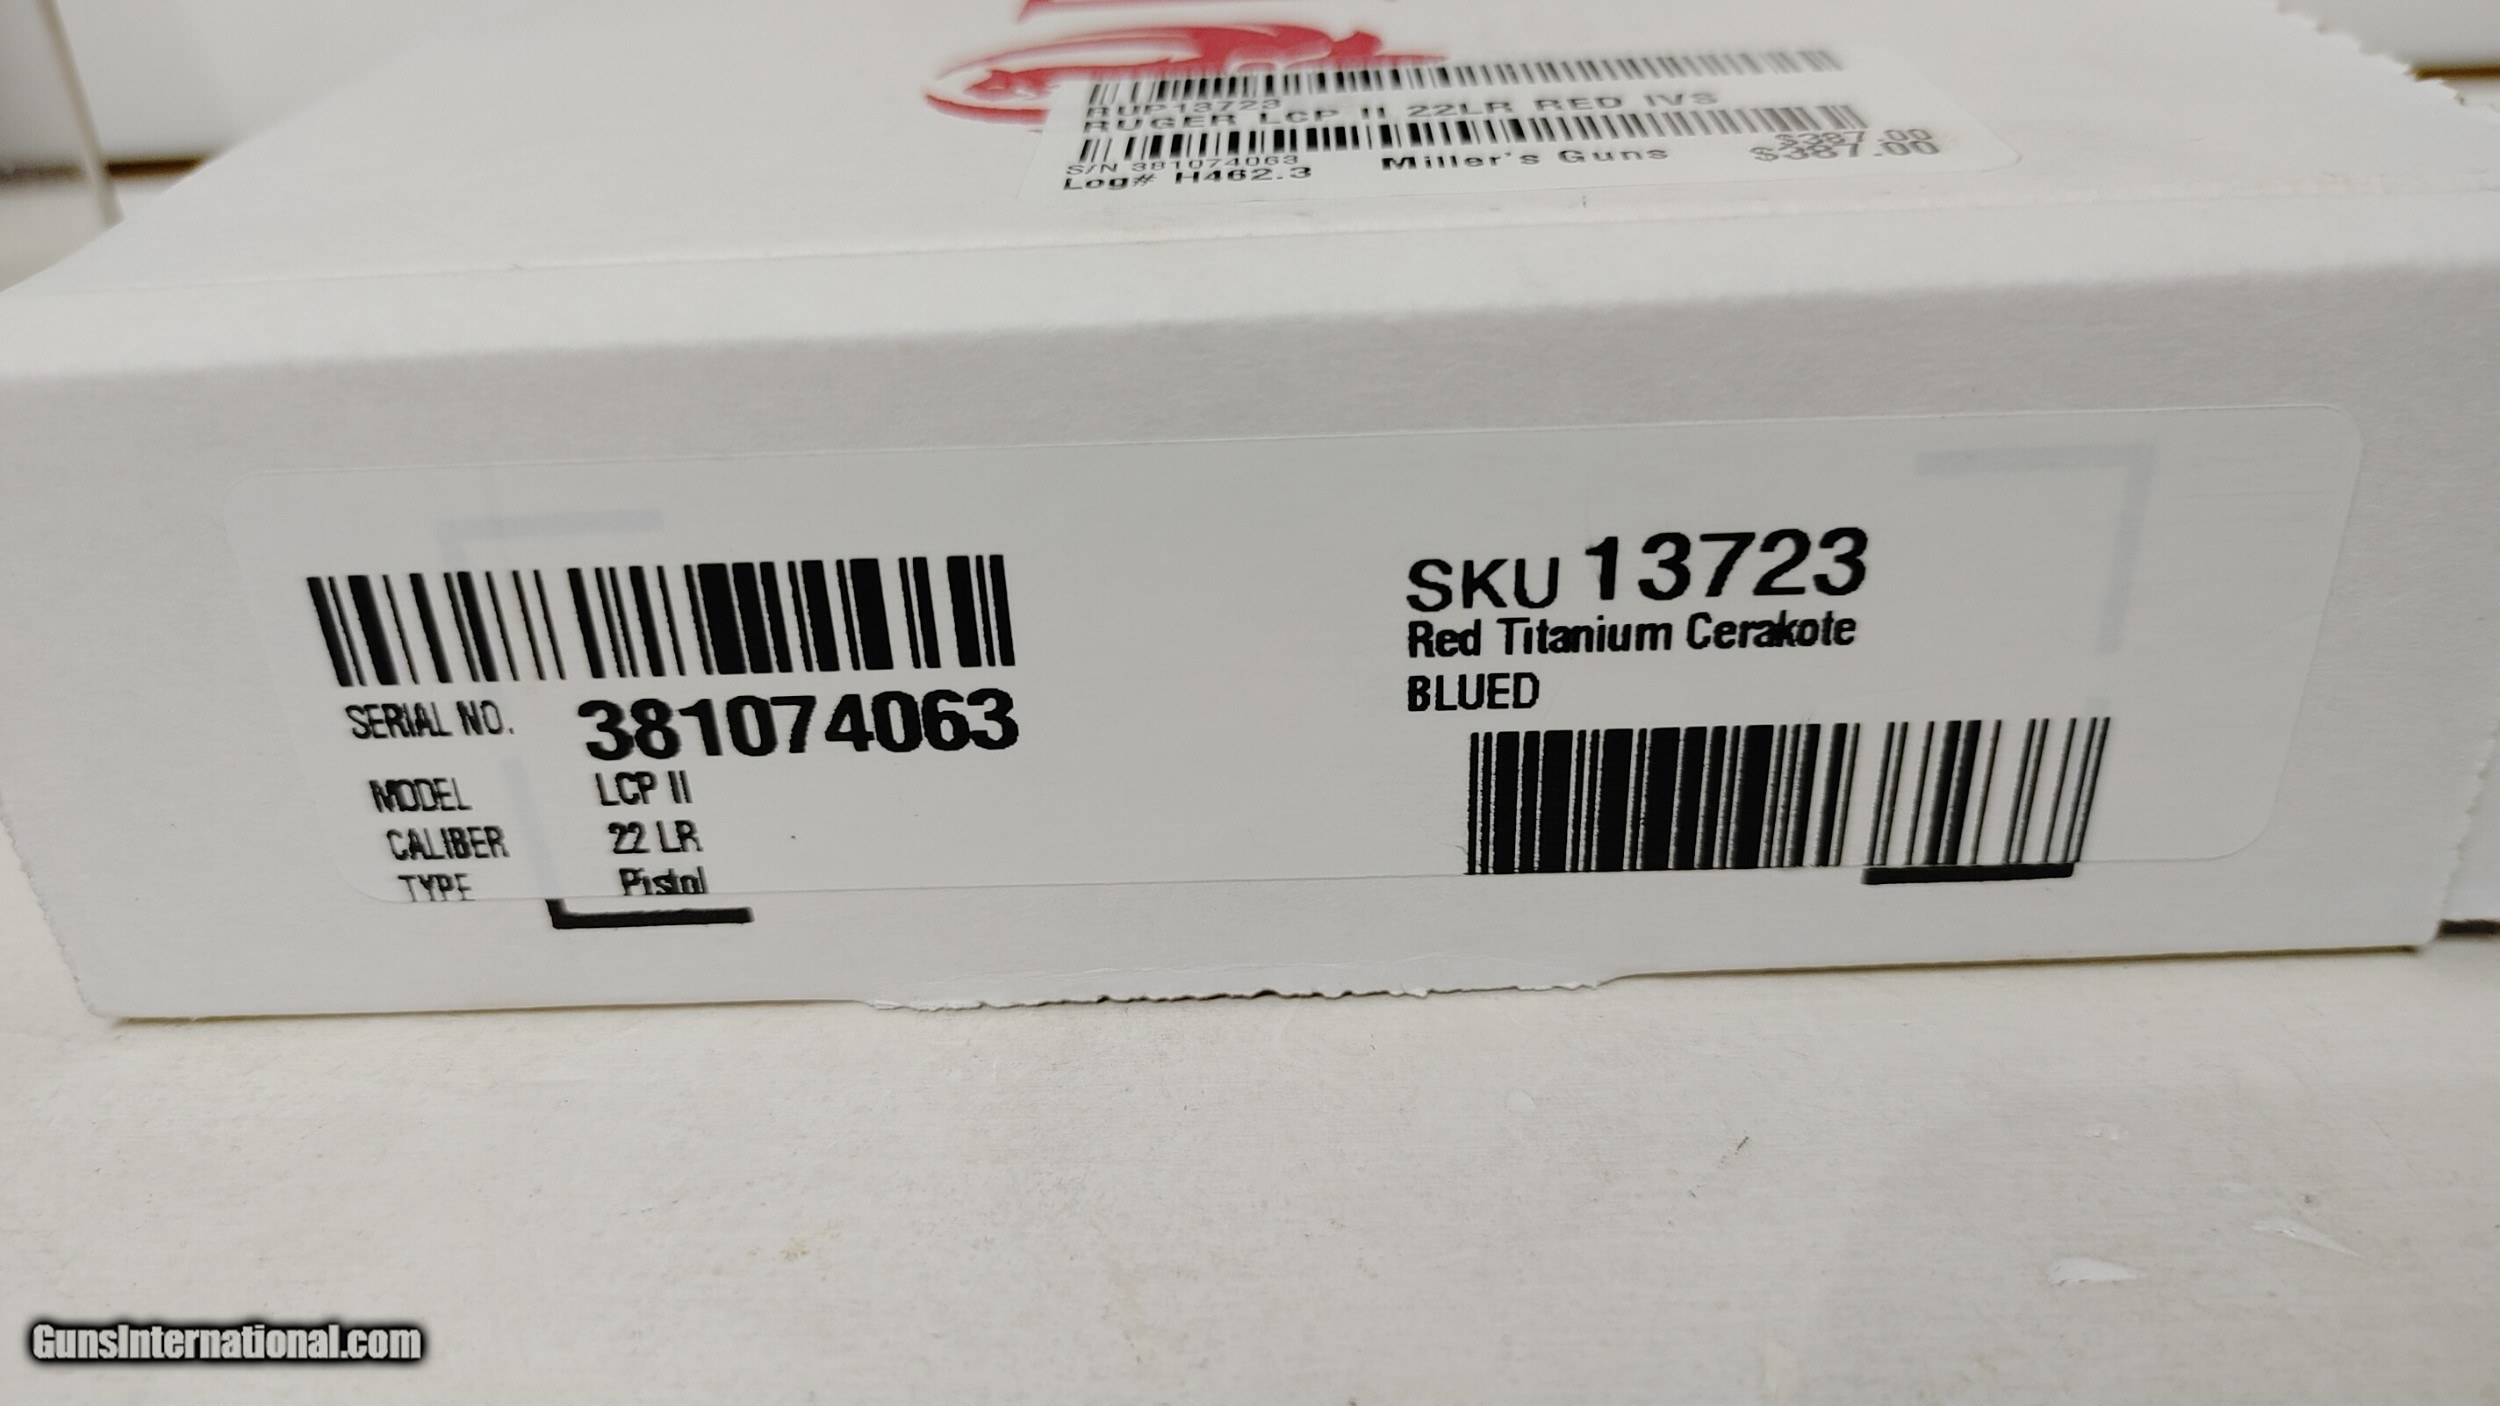 RUP13723
RUGER LCP II 22LR RED IVS
$387.00
S/N 381074063
Log# H462.3
Miller's Guns
$387.00
SERIAL NO. 381074063
MODEL LCP II
CALIBER 22 LR
TYPE Pistol
SKU 13723
Red Titanium Cerakote
BLUED
GunsInternational.com